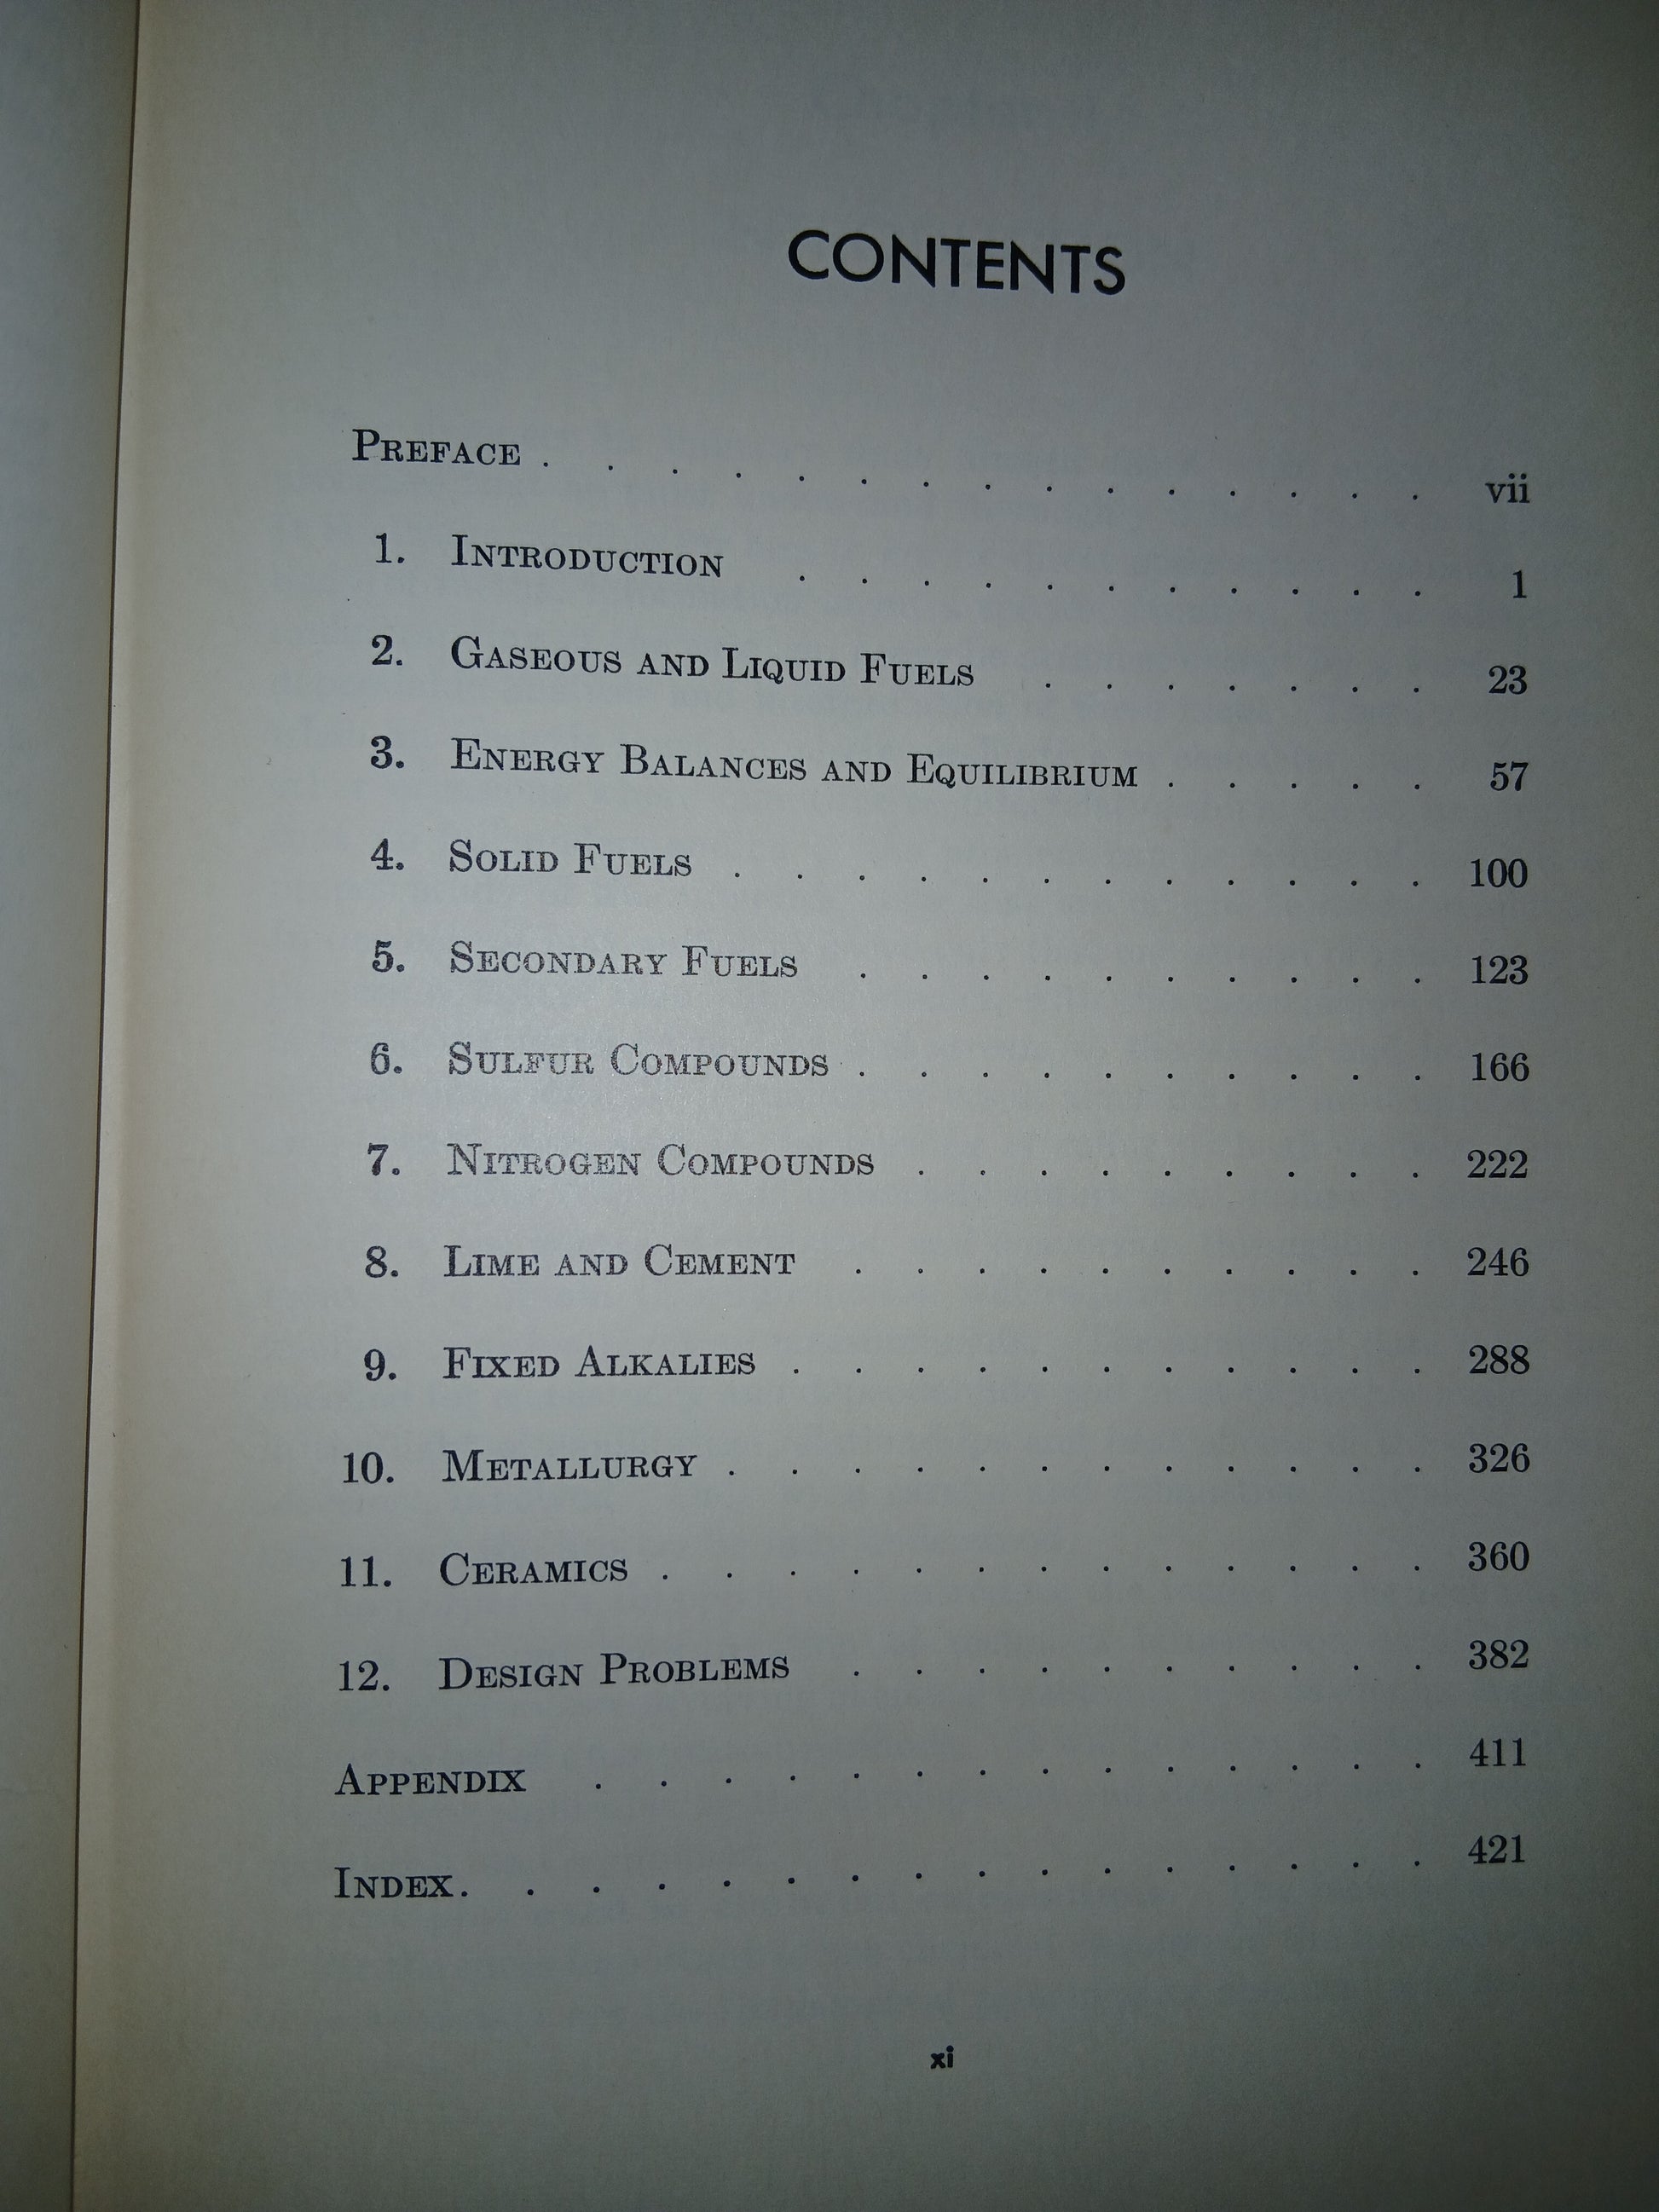 CONTENTS
PREFACE . . . . . . . . . . . . . . . vii
1. INTRODUCTION . . . . . . . . . . . 1
2. GASEOUS AND LIQUID FUELS . . . . . . . 23
3. ENERGY BALANCES AND EQUILIBRIUM . . . . . 57
4. SOLID FUELS . . . . . . . . . . . . 100
5. SECONDARY FUELS . . . . . . . . . . 123
6. SULFUR COMPOUNDS . . . . . . . . . . 166
7. NITROGEN COMPOUNDS . . . . . . . . . 222
8. LIME AND CEMENT . . . . . . . . . . 246
9. FIXED ALKALIES . . . . . . . . . . . 288
10. METALLURGY . . . . . . . . . . . . 326
11. CERAMICS . . . . . . . . . . . . . 360
12. DESIGN PROBLEMS . . . . . . . . . . 382
APPENDIX . . . . . . . . . . . . . . 411
INDEX. . . . . . . . . . . . . . . . 421
xi